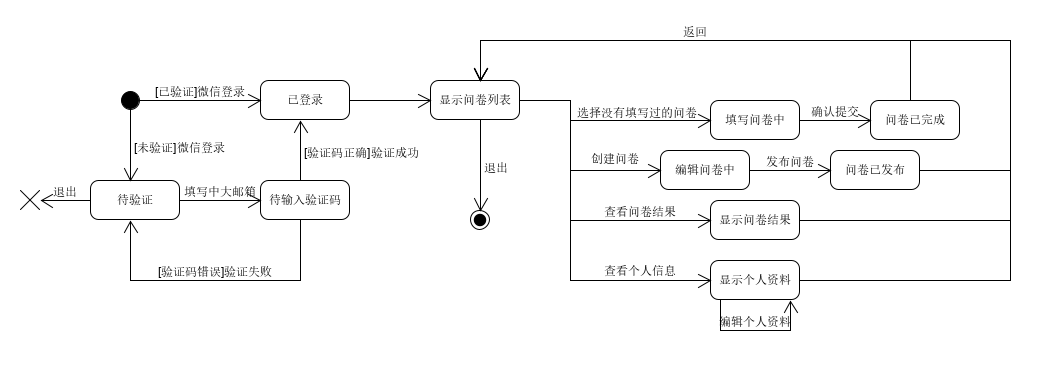 返回
[已验证]微信登录
已登录
显示问卷列表
选择没有填写过的问卷
填写问卷中
确认提交
问卷已完成
[未验证]微信登录
[验证码正确]验证成功
退出
创建问卷
编辑问卷中
发布问卷
问卷已发布
退出
待验证
填写中大邮箱
待输入验证码
查看问卷结果
显示问卷结果
[验证码错误]验证失败
查看个人信息
显示个人资料
编辑个人资料